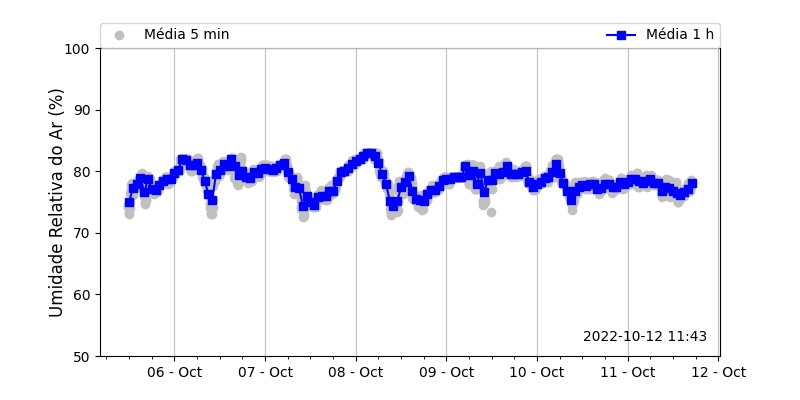 Média 5 min
Média 1 h
100
90
80
70
60
50
Umidade Relativa do Ar (%)
2022-10-12 11:43
06 - Oct
07 - Oct
08 - Oct
09 - Oct
10 - Oct
11 - Oct
12 - Oct